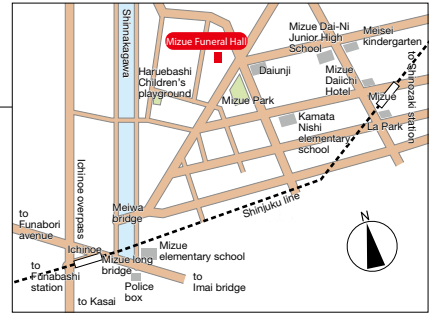 Shinnakagawa
Mizue Funeral Hall
Mizue Dai-Ni
Junior High
School
Meisei
kindergarten
to Shinozaki station
Haruebashi
Children's
playground
Daiunji
Mizue
Daiichi
Hotel
Mizue
Mizue Park
Kamata
Nishi
elementary
school
La Park
Ichinoe overpass
Meiwa
bridge
Shinjuku line
to
Funabori
avenue
Ichinoe
Mizue long
bridge
Mizue
elementary school
to
Funabashi
station
Police
box
to
Imai bridge
to Kasai
N